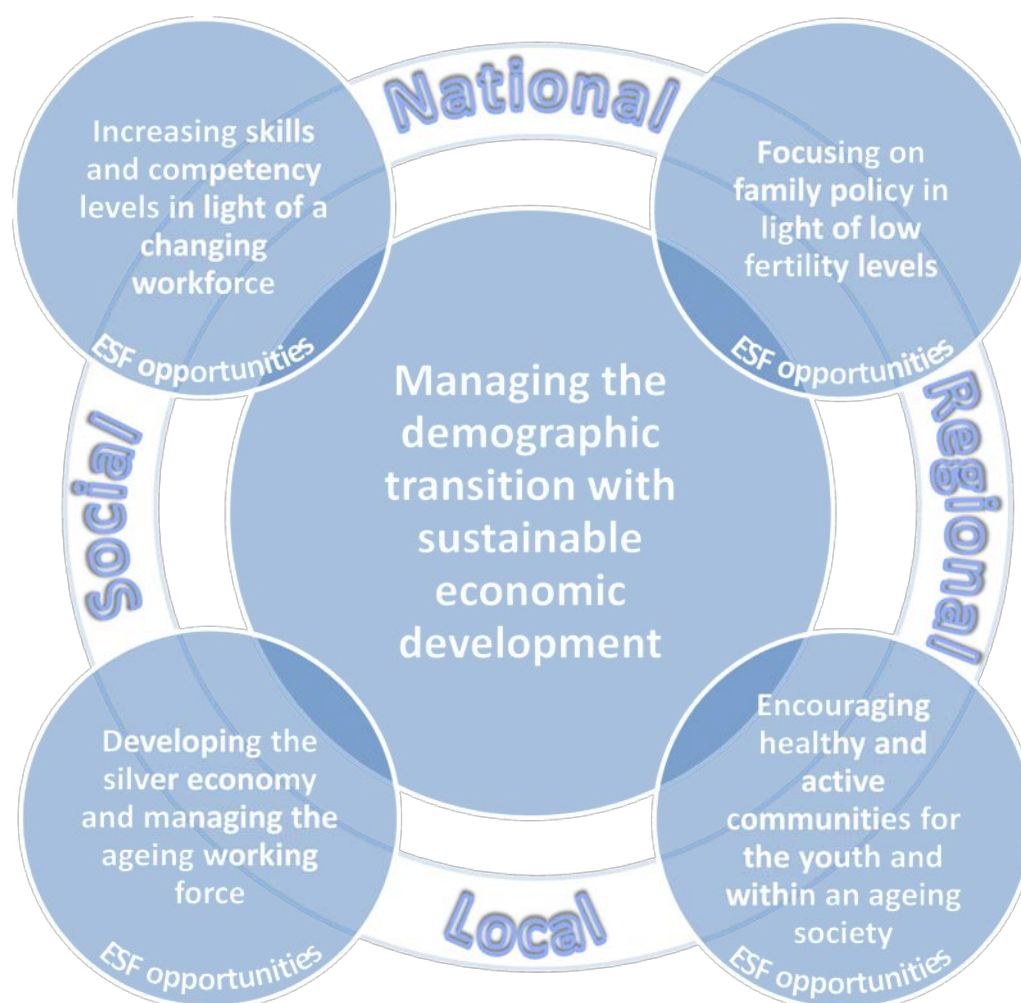 National
Increasing skills
and competency
levels in light of a
changing
workforce
ESF opportunities
Focusing on
family policy in
light of low
fertility levels
ESF opportunities
Social
Managing the
demographic
transition with
sustainable
economic
development
Regional
Developing the
silver economy
and managing the
ageing working
force
ESF opportunities
Encouraging
healthy and
active
communities for
the youth and
within an ageing
society
ESF opportunities
Local